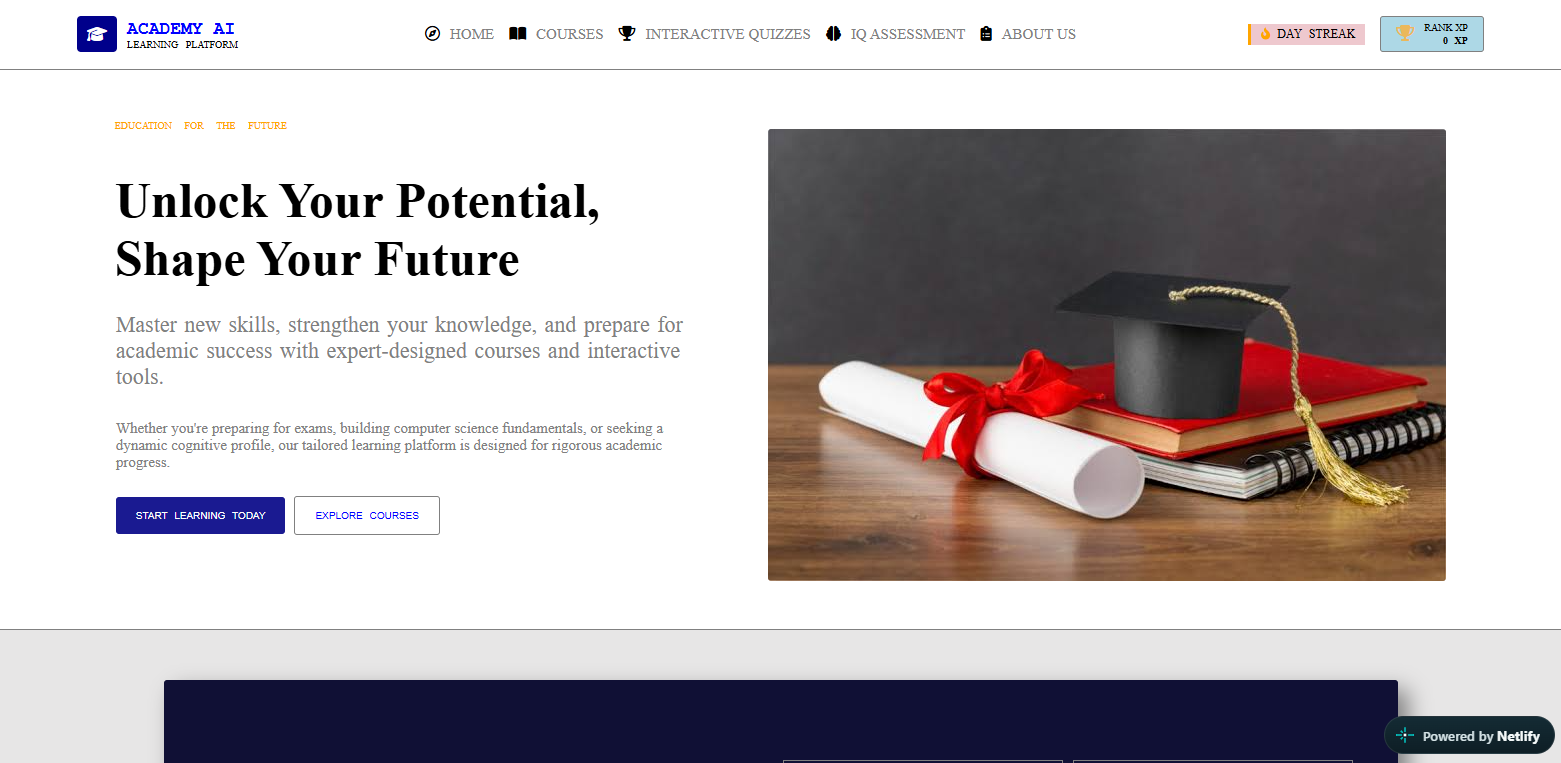 ACADEMY AI
LEARNING PLATFORM
HOME COURSES INTERACTIVE QUIZZES IQ ASSESSMENT ABOUT US
DAY STREAK
RANK XP
0 XP
EDUCATION FOR THE FUTURE
Unlock Your Potential,
Shape Your Future
Master new skills, strengthen your knowledge, and prepare for
academic success with expert-designed courses and interactive
tools.
Whether you're preparing for exams, building computer science fundamentals, or seeking a
dynamic cognitive profile, our tailored learning platform is designed for rigorous academic
progress.
START LEARNING TODAY EXPLORE COURSES
Powered by Netlify